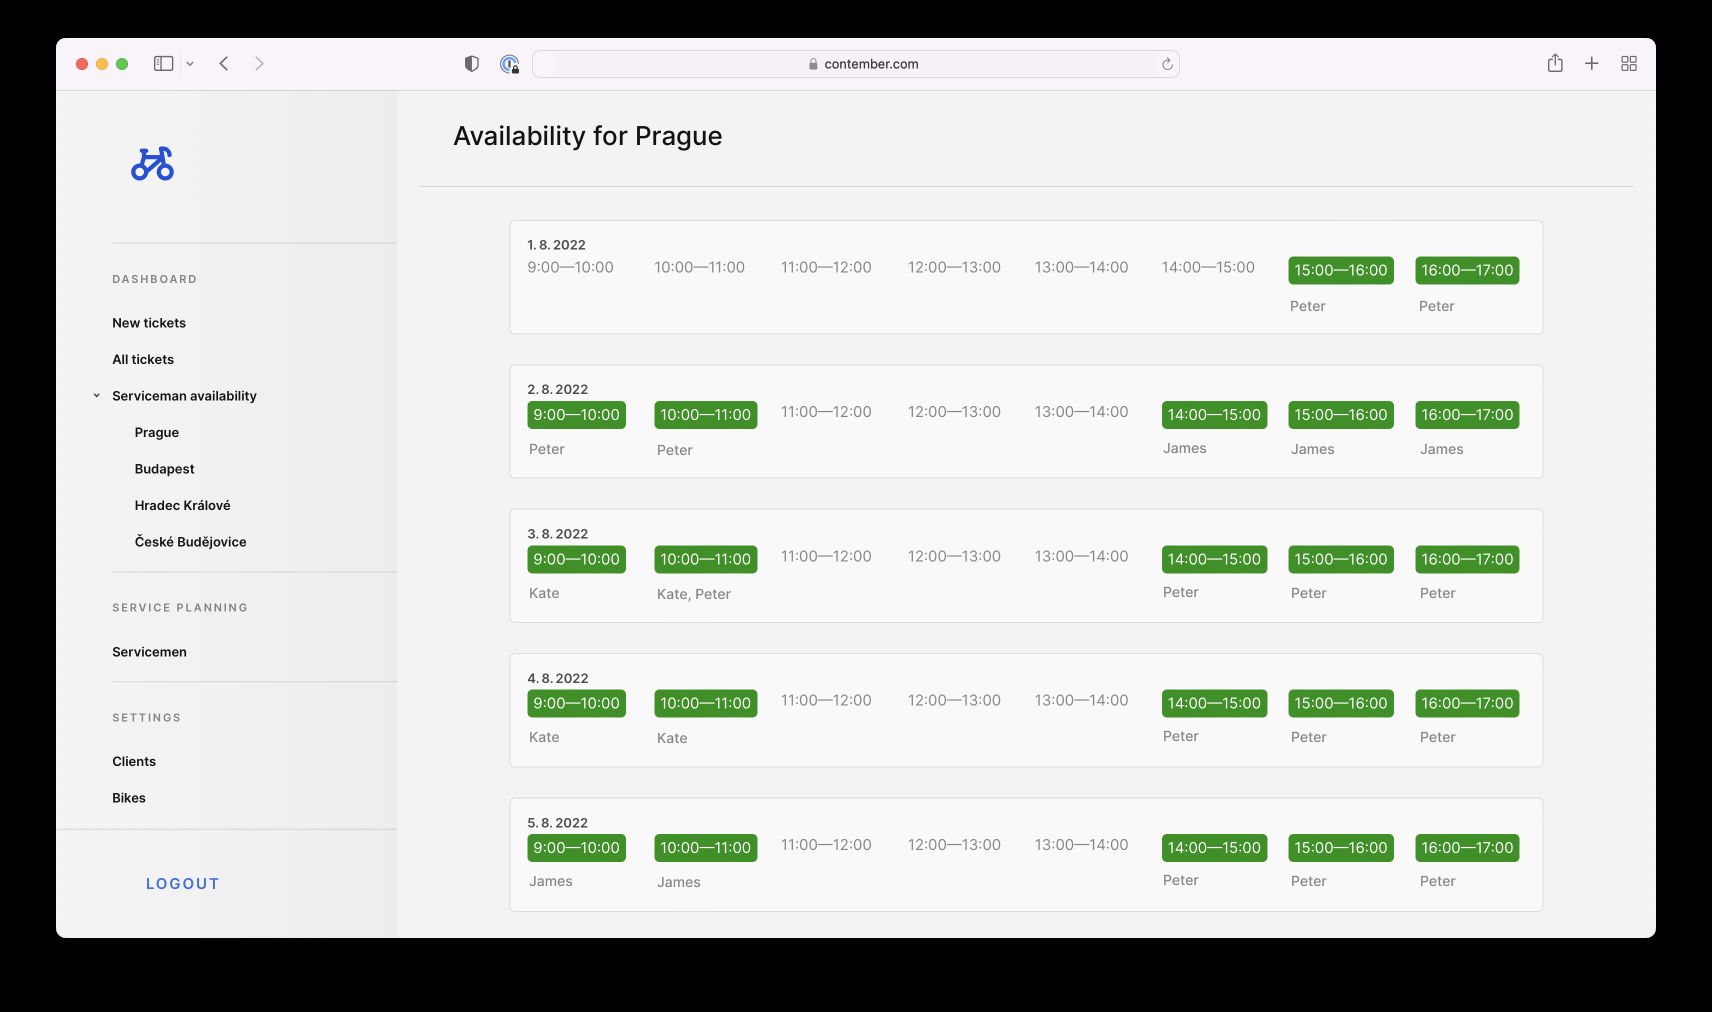 contember.com
Availability for Prague
DASHBOARD
New tickets
All tickets
Serviceman availability
Prague
Budapest
Hradec Králové
České Budějovice
SERVICE PLANNING
Servicemen
SETTINGS
Clients
Bikes
LOGOUT
1. 8. 2022
9:00—10:00 10:00—11:00 11:00—12:00 12:00—13:00 13:00—14:00 14:00—15:00 15:00—16:00 16:00—17:00
Peter Peter
2. 8. 2022
9:00—10:00 10:00—11:00 11:00—12:00 12:00—13:00 13:00—14:00 14:00—15:00 15:00—16:00 16:00—17:00
Peter Peter James James James
3. 8. 2022
9:00—10:00 10:00—11:00 11:00—12:00 12:00—13:00 13:00—14:00 14:00—15:00 15:00—16:00 16:00—17:00
Kate Kate, Peter Peter Peter Peter
4. 8. 2022
9:00—10:00 10:00—11:00 11:00—12:00 12:00—13:00 13:00—14:00 14:00—15:00 15:00—16:00 16:00—17:00
Kate Kate Peter Peter Peter
5. 8. 2022
9:00—10:00 10:00—11:00 11:00—12:00 12:00—13:00 13:00—14:00 14:00—15:00 15:00—16:00 16:00—17:00
James James Peter Peter Peter